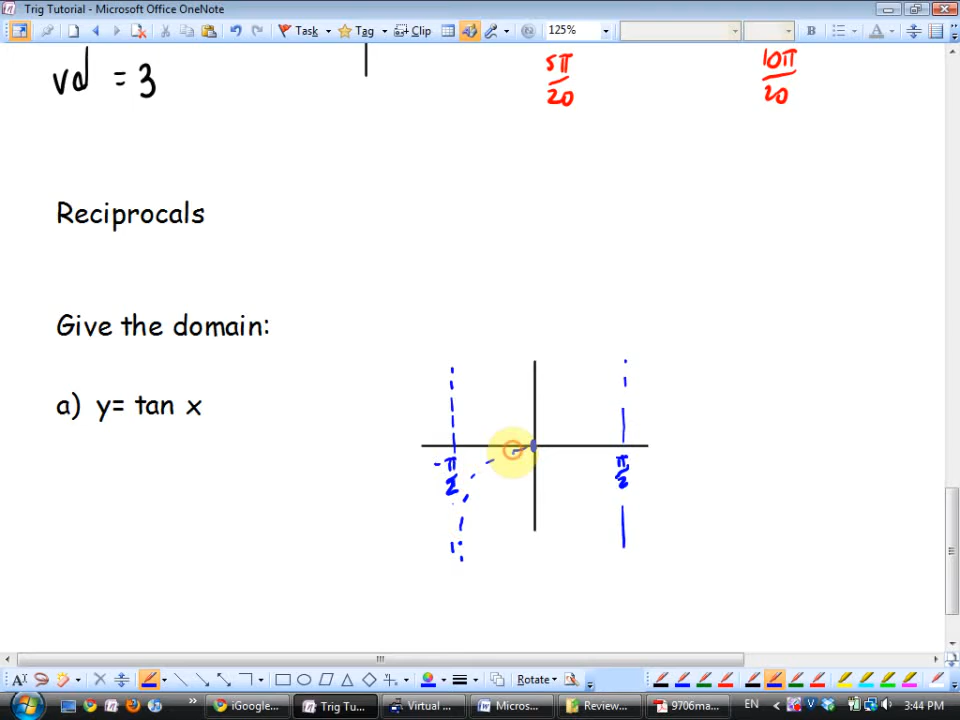 Trig Tutorial - Microsoft Office OneNote
Task
Tag
Clip
125%
B
A
= 3
5π
20
10π
20
Reciprocals
Give the domain:
a) y= tan x
-π
2
π
2
Rotate
iGoogle...
Trig Tu...
Virtual ...
Micros...
Review...
9706ma...
EN
3:44 PM